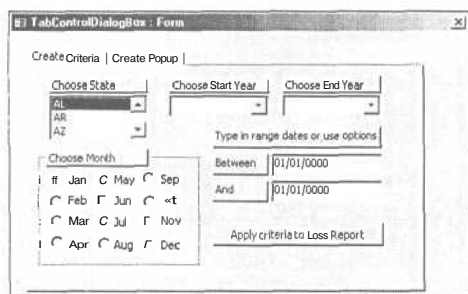 TabControlDialogBox : Form
Create Criteria | Create Popup |
Choose State
Choose Start Year
Choose End Year
AL
AR
AZ
Type in range dates or use options
Choose Month
Between
01/01/0000
And
01/01/0000
ff Jan C May C Sep
C Feb Γ Jun C «t
C Mar C Jul Γ Nov
C Apr C Aug Γ Dec
Apply criteria to Loss Report